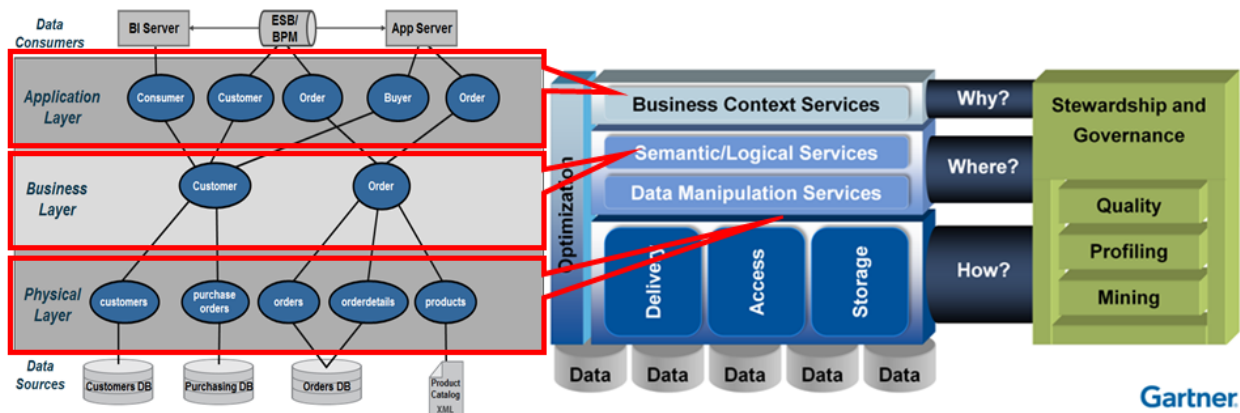 Data
Consumers
BI Server
ESB/
BPM
App Server
Application
Layer
Consumer
Customer
Order
Buyer
Order
Business
Layer
Customer
Order
Physical
Layer
customers
purchase
orders
orders
orderdetails
products
Data
Sources
Customers DB
Purchasing DB
Orders DB
Product
Catalog
XML
Optimization
Business Context Services
Semantic/Logical Services
Data Manipulation Services
Delivery
Access
Storage
Data
Data
Data
Data
Data
Why?
Where?
How?
Stewardship and
Governance
Quality
Profiling
Mining
Gartner